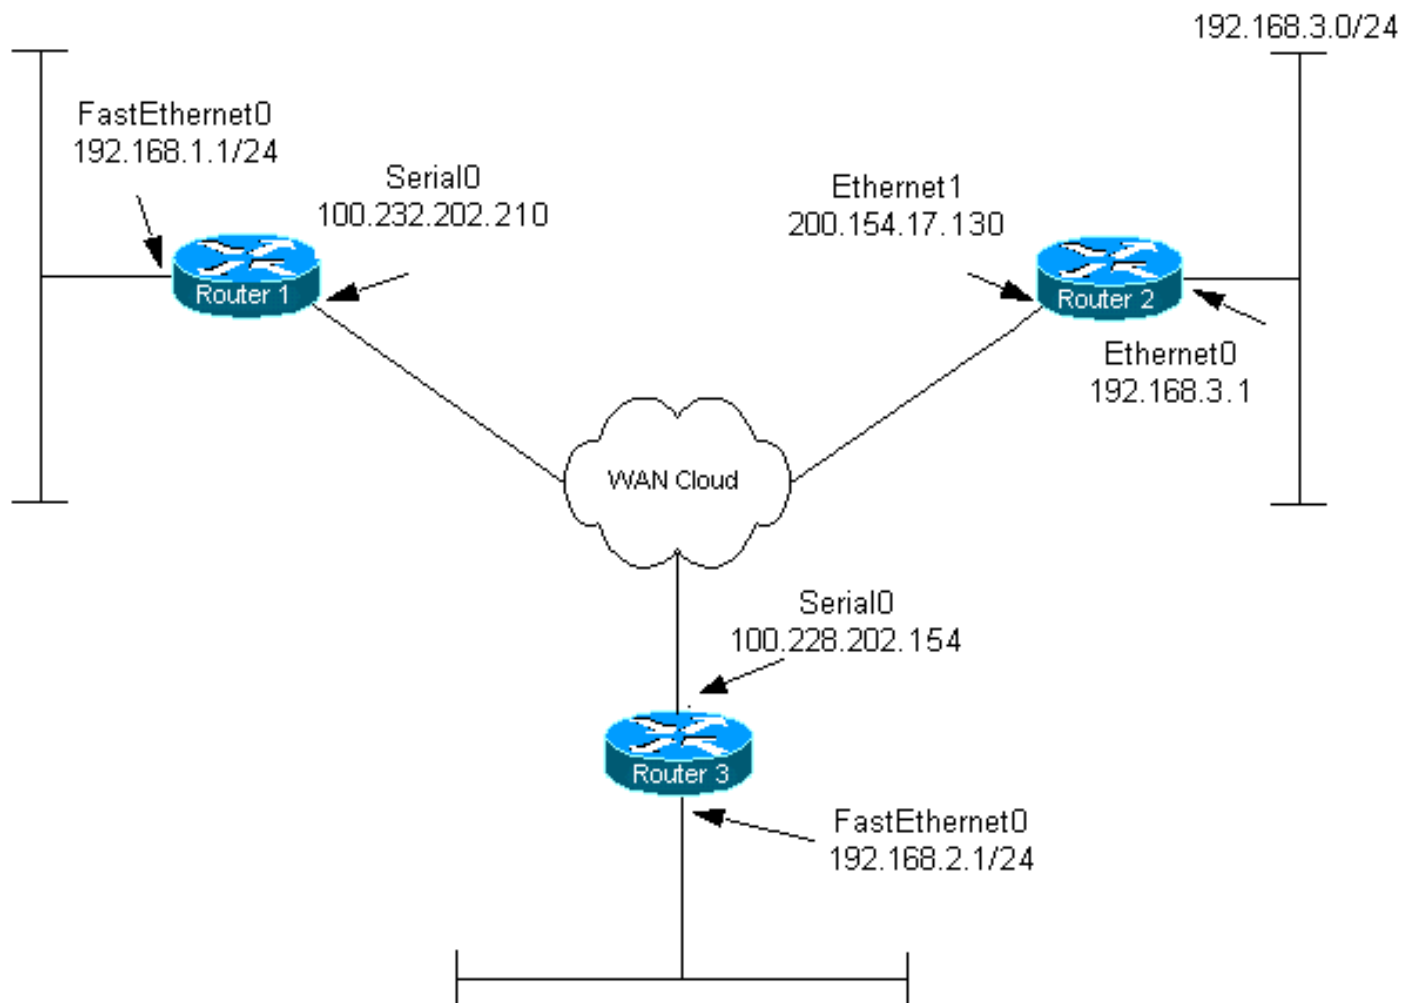 192.168.3.0/24
FastEthernet0
192.168.1.1/24
Serial0
100.232.202.210
Ethernet1
200.154.17.130
Router 1
Router 2
Ethernet0
192.168.3.1
WAN Cloud
Serial0
100.228.202.154
Router 3
FastEthernet0
192.168.2.1/24